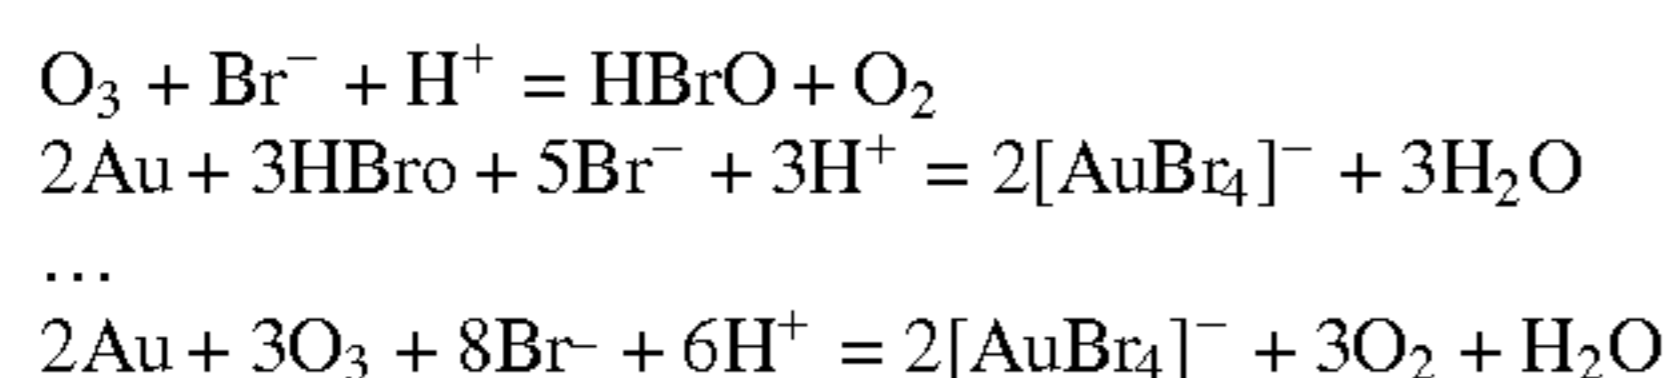 O₃ + Br⁻ + H⁺ = HBrO + O₂
2Au + 3HBro + 5Br⁻ + 3H⁺ = 2[AuBr₄]⁻ + 3H₂O
...
2Au + 3O₃ + 8Br⁻ + 6H⁺ = 2[AuBr₄]⁻ + 3O₂ + H₂O